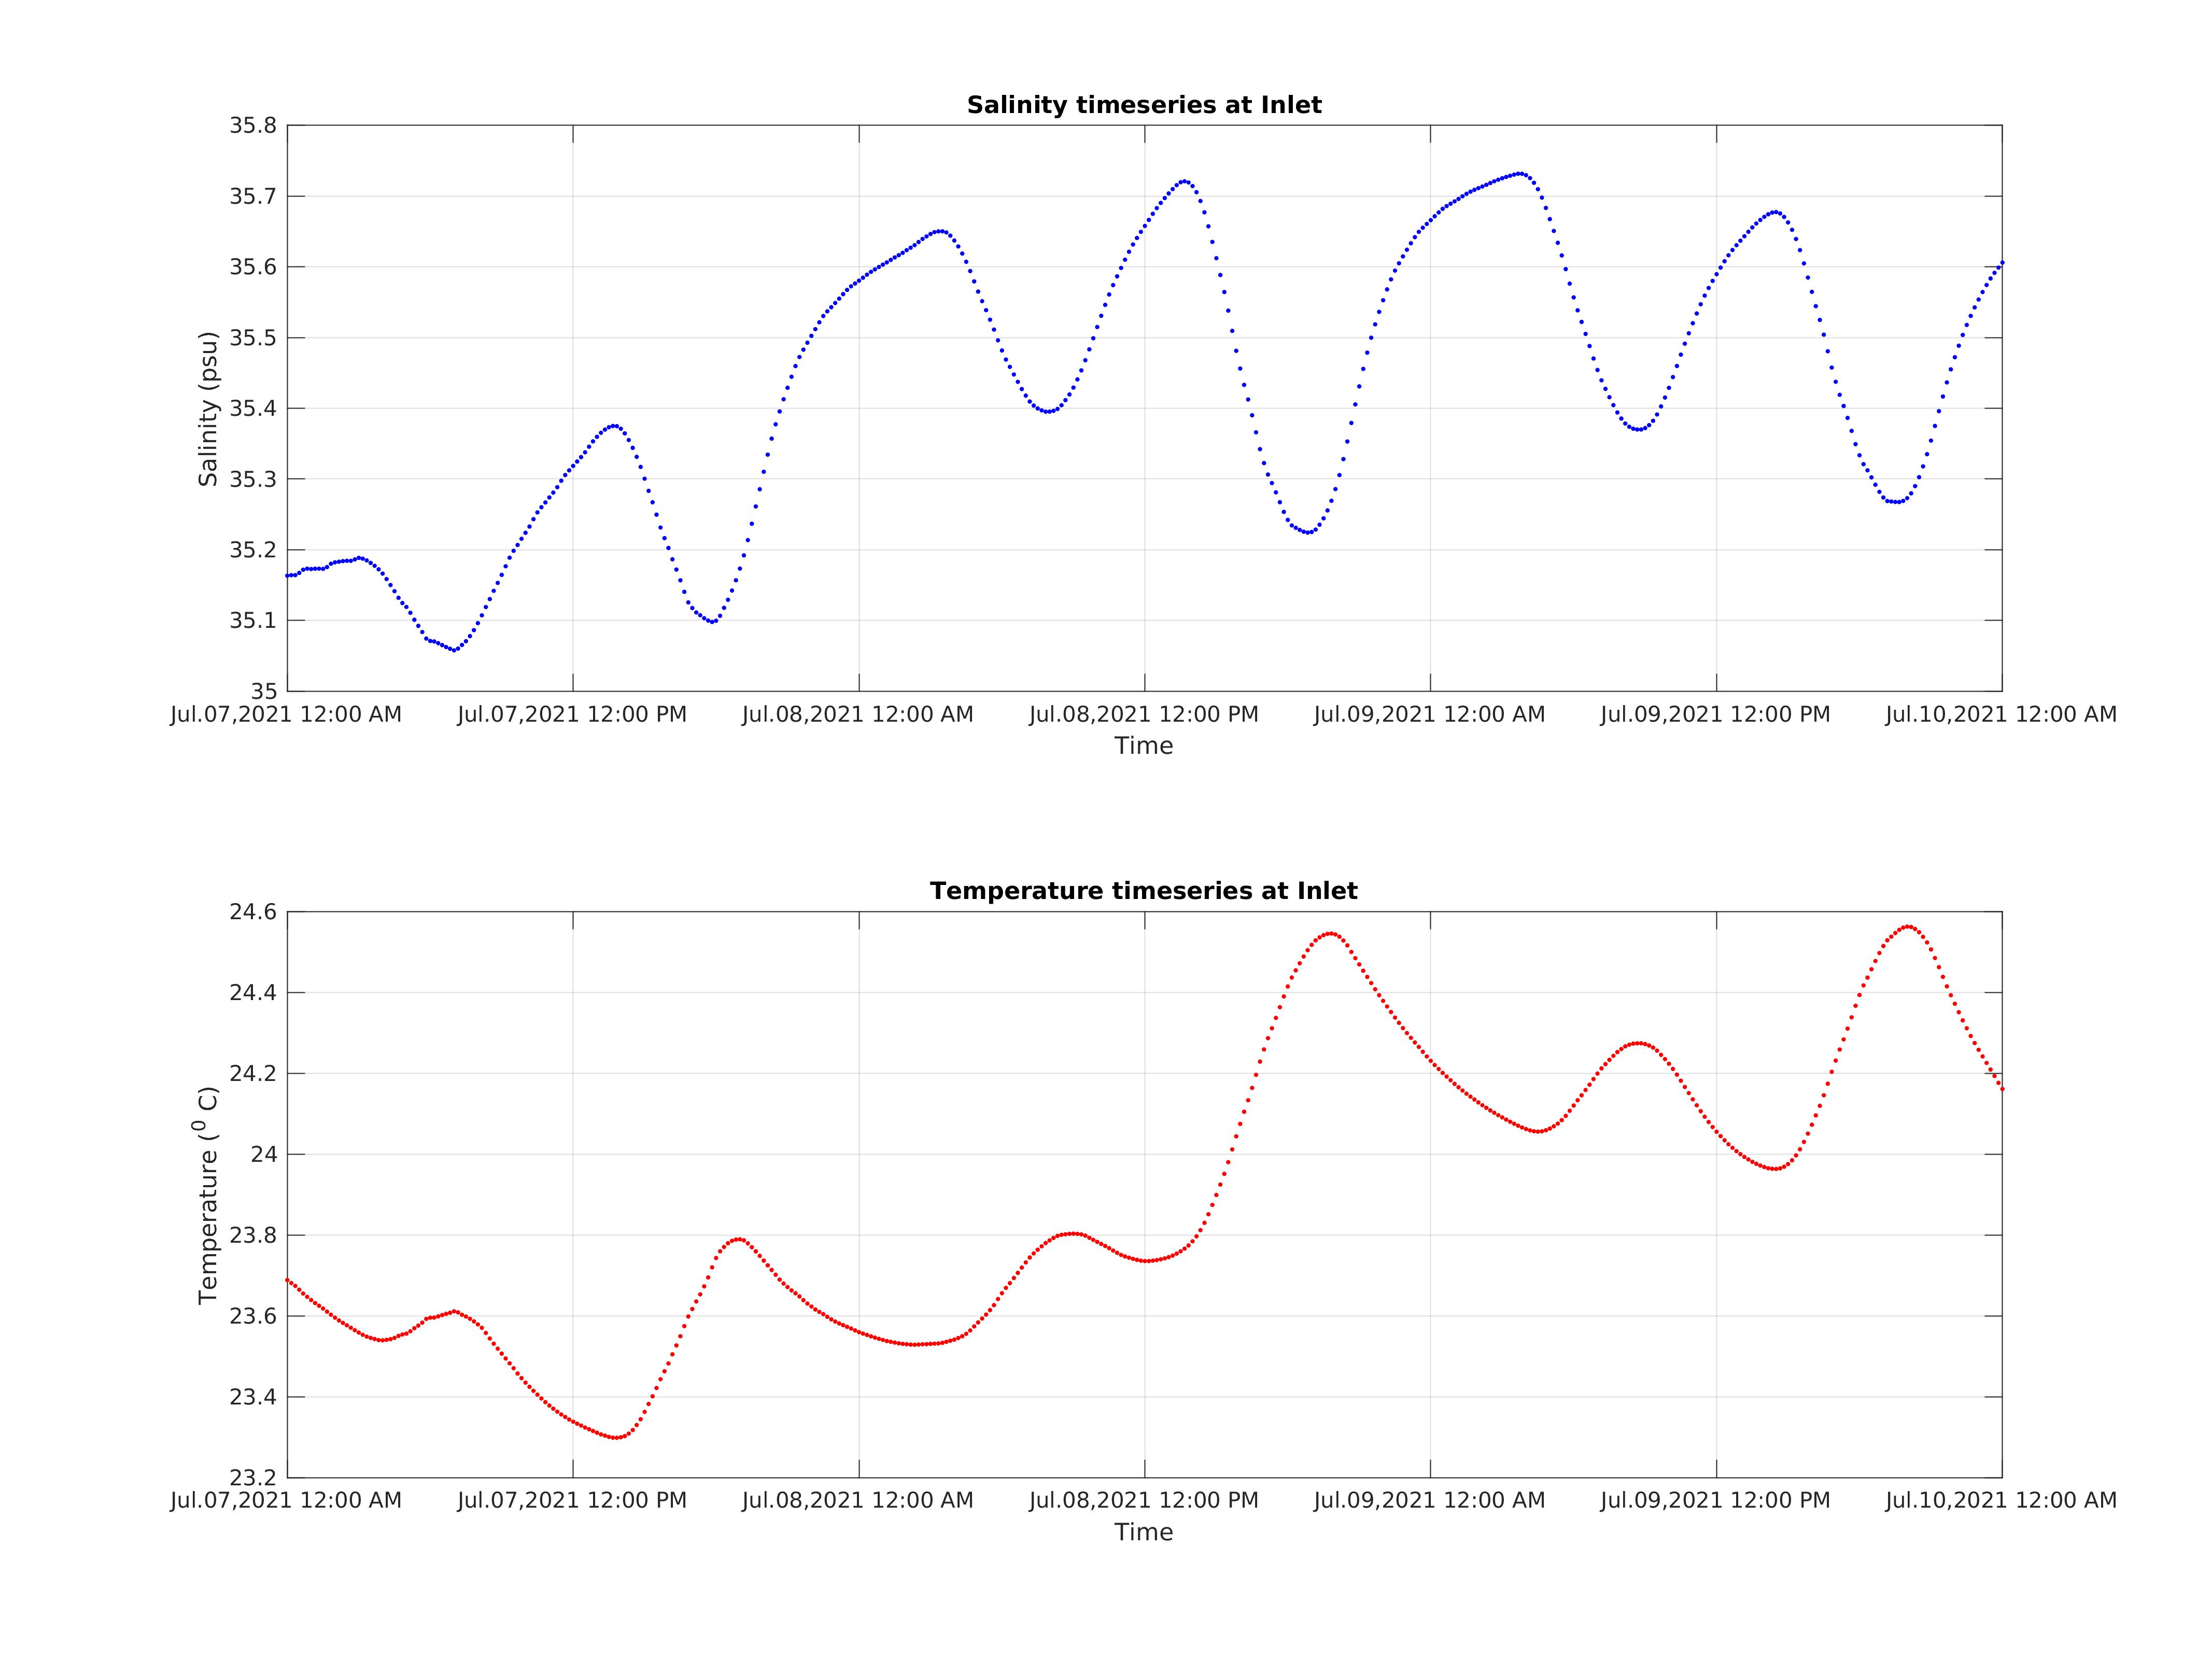 Salinity timeseries at Inlet
35.8
35.7
35.6
35.5
35.4
35.3
35.2
35.1
35
Salinity (psu)
Jul.07,2021 12:00 AM Jul.07,2021 12:00 PM Jul.08,2021 12:00 AM Jul.08,2021 12:00 PM Jul.09,2021 12:00 AM Jul.09,2021 12:00 PM Jul.10,2021 12:00 AM
Time
Temperature timeseries at Inlet
24.6
24.4
24.2
24
23.8
23.6
23.4
23.2
Temperature (⁰ C)
Jul.07,2021 12:00 AM Jul.07,2021 12:00 PM Jul.08,2021 12:00 AM Jul.08,2021 12:00 PM Jul.09,2021 12:00 AM Jul.09,2021 12:00 PM Jul.10,2021 12:00 AM
Time